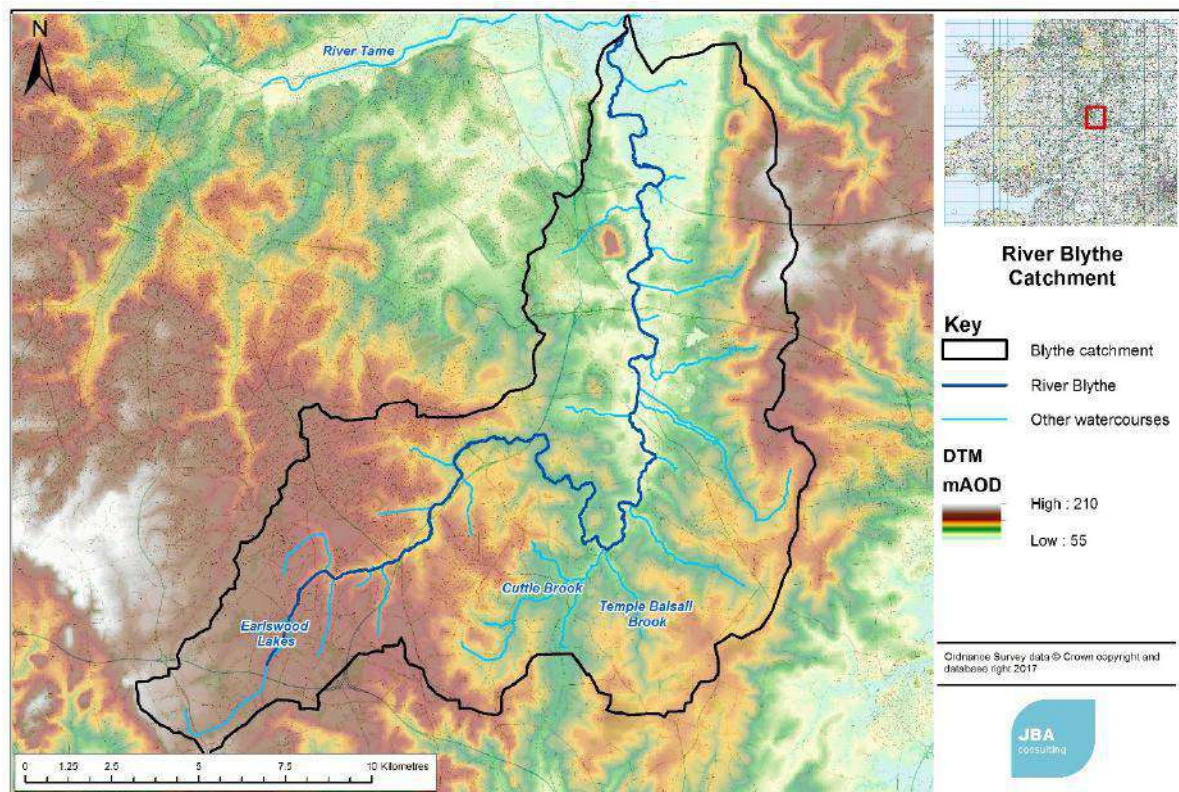 N
River Tame
Cuttle Brook
Temple Balsall
Brook
Earlswood
Lakes
0 1.25 2.5 5 7.5 10 Kilometres
River Blythe
Catchment
Key
Blythe catchment
River Blythe
Other watercourses
DTM
mAOD
High : 210
Low : 55
Ordnance Survey data © Crown copyright and
database right 2017
JBA
consulting